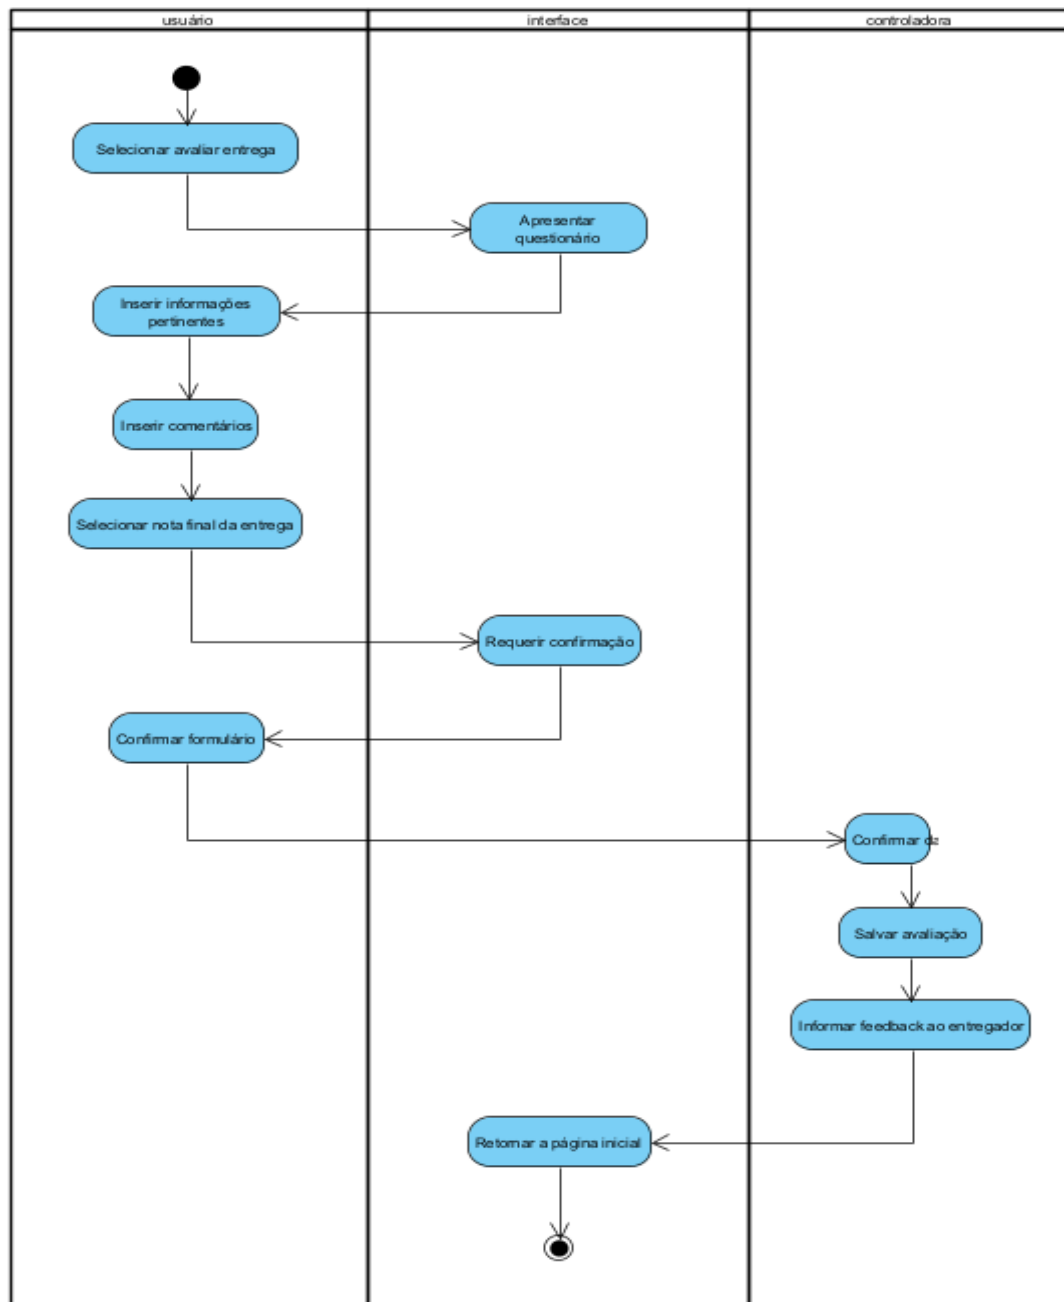 usuário
interface
controladora
Selecionar avaliar entrega
Apresentar
questionário
Inserir informações
pertinentes
Inserir comentários
Selecionar nota final da entrega
Requerir confirmação
Confirmar formulário
Confirmar da
Salvar avaliação
Informar feedback ao entregador
Retornar a página inicial